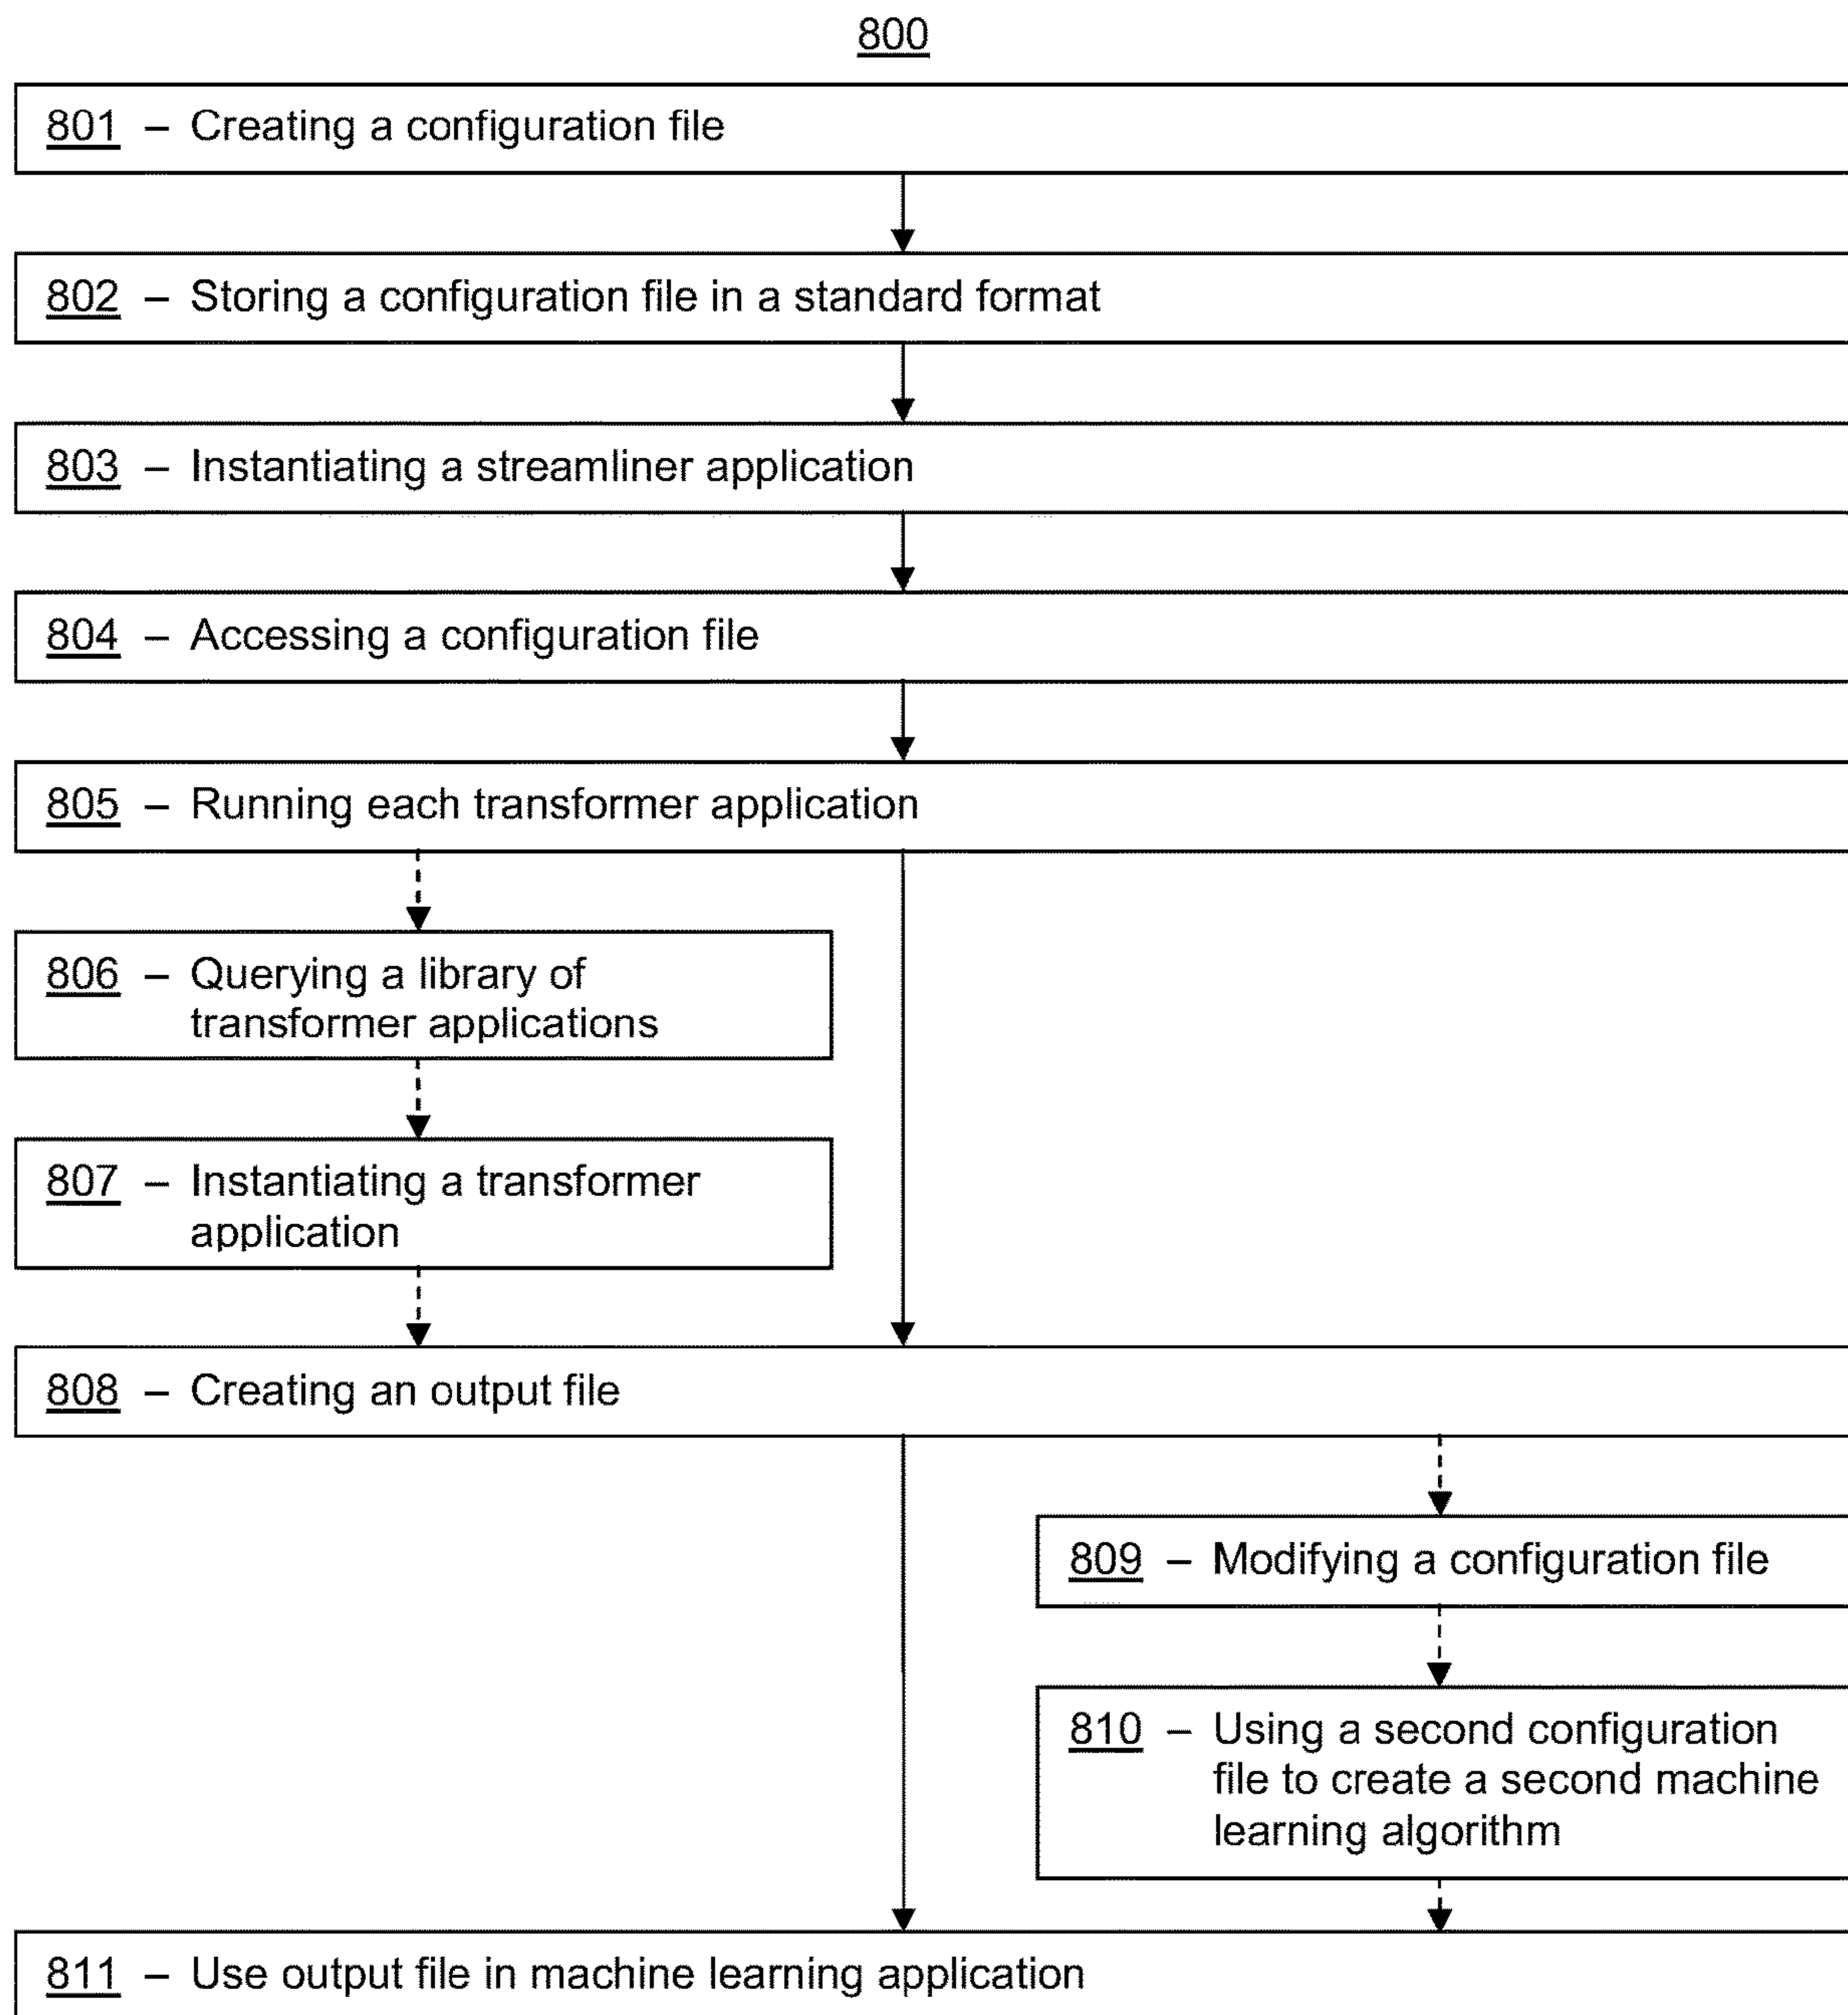 800
801 – Creating a configuration file
802 – Storing a configuration file in a standard format
803 – Instantiating a streamliner application
804 – Accessing a configuration file
805 – Running each transformer application
806 – Querying a library of
transformer applications
807 – Instantiating a transformer
application
808 – Creating an output file
809 – Modifying a configuration file
810 – Using a second configuration
file to create a second machine
learning algorithm
811 – Use output file in machine learning application